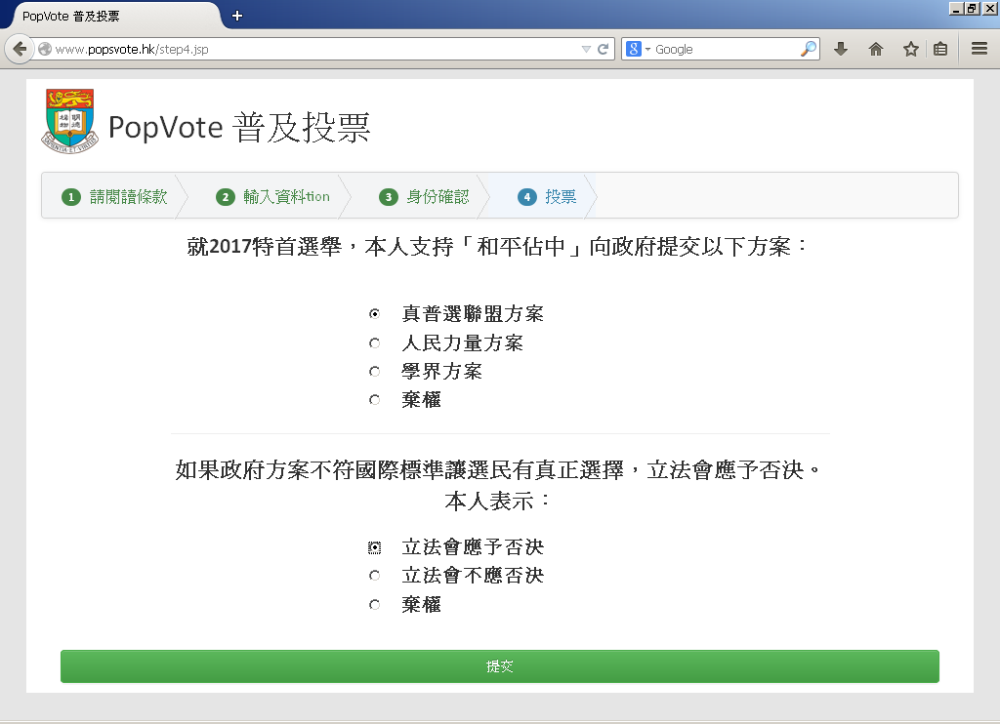 PopVote 普及投票
www.popsvote.hk/step4.jsp
8 Google
PopVote 普及投票
1 請閱讀條款 2 輸入資料tion 3 身份確認 4 投票
就2017特首選舉，本人支持「和平佔中」向政府提交以下方案：
真普選聯盟方案
人民力量方案
學界方案
棄權
如果政府方案不符國際標準讓選民有真正選擇，立法會應予否決。
本人表示：
立法會應予否決
立法會不應否決
棄權
提交